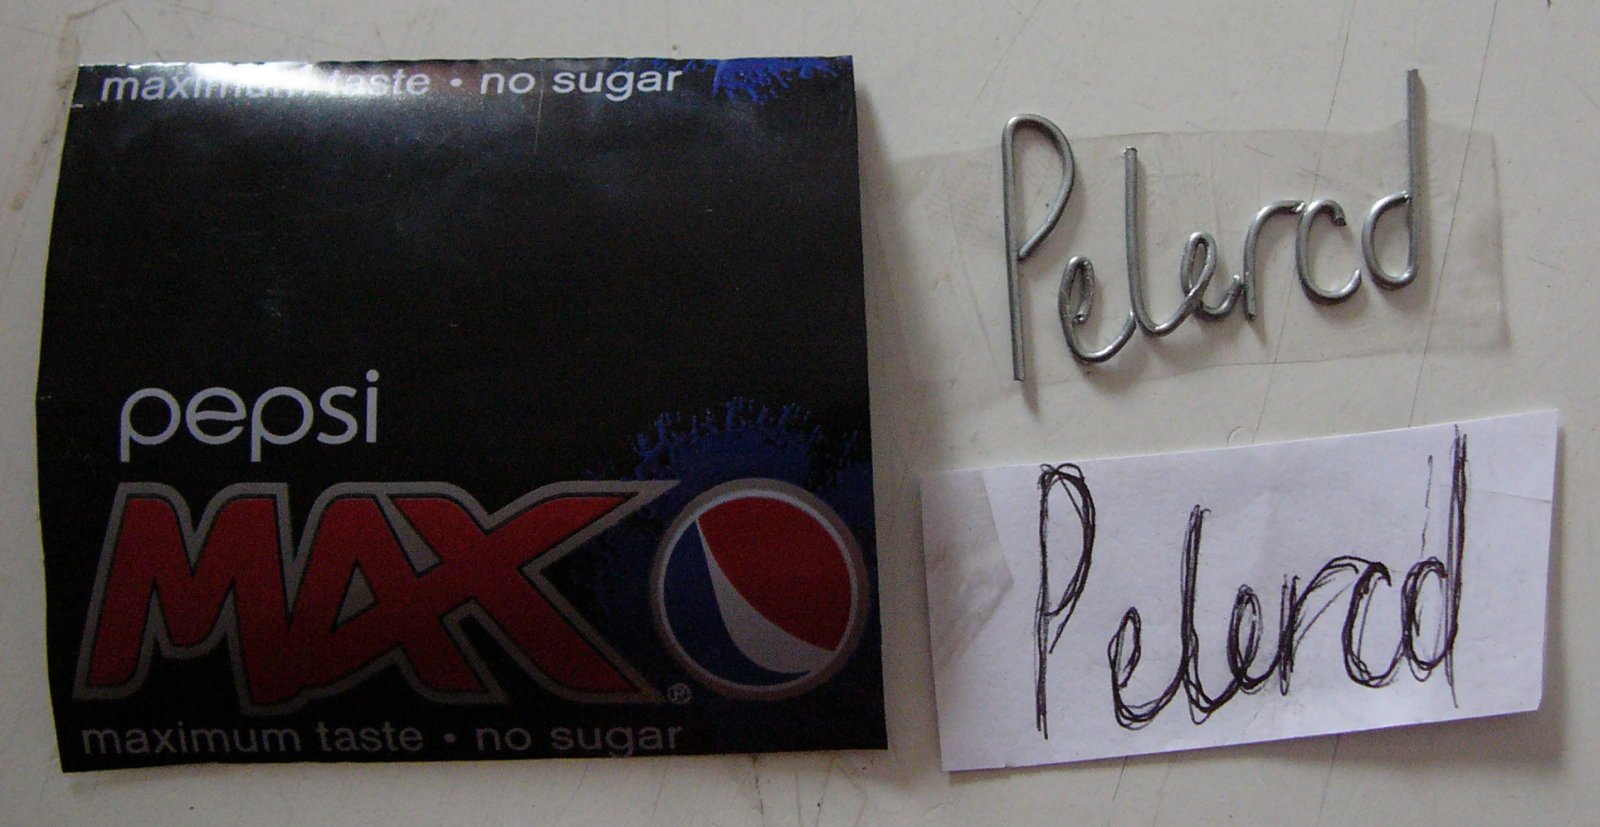 maximum taste • no sugar
pepsi
MAX
®
maximum taste • no sugar
Pelercd
Pelercd